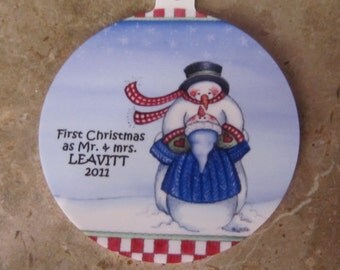 First Christmas
as Mr. & mrs.
LEAVITT
2011